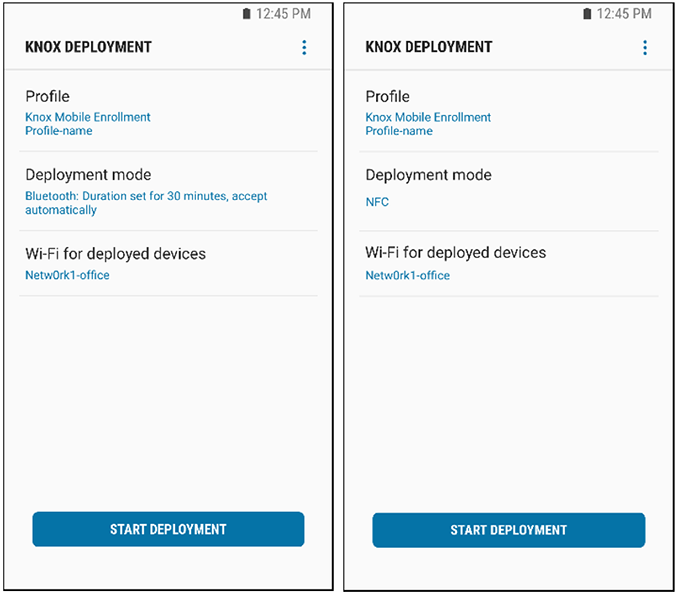 12:45 PM
KNOX DEPLOYMENT
Profile
Knox Mobile Enrollment
Profile-name
Deployment mode
Bluetooth: Duration set for 30 minutes, accept
automatically
Wi-Fi for deployed devices
Netw0rk1-office
START DEPLOYMENT
12:45 PM
KNOX DEPLOYMENT
Profile
Knox Mobile Enrollment
Profile-name
Deployment mode
NFC
Wi-Fi for deployed devices
Netw0rk1-office
START DEPLOYMENT